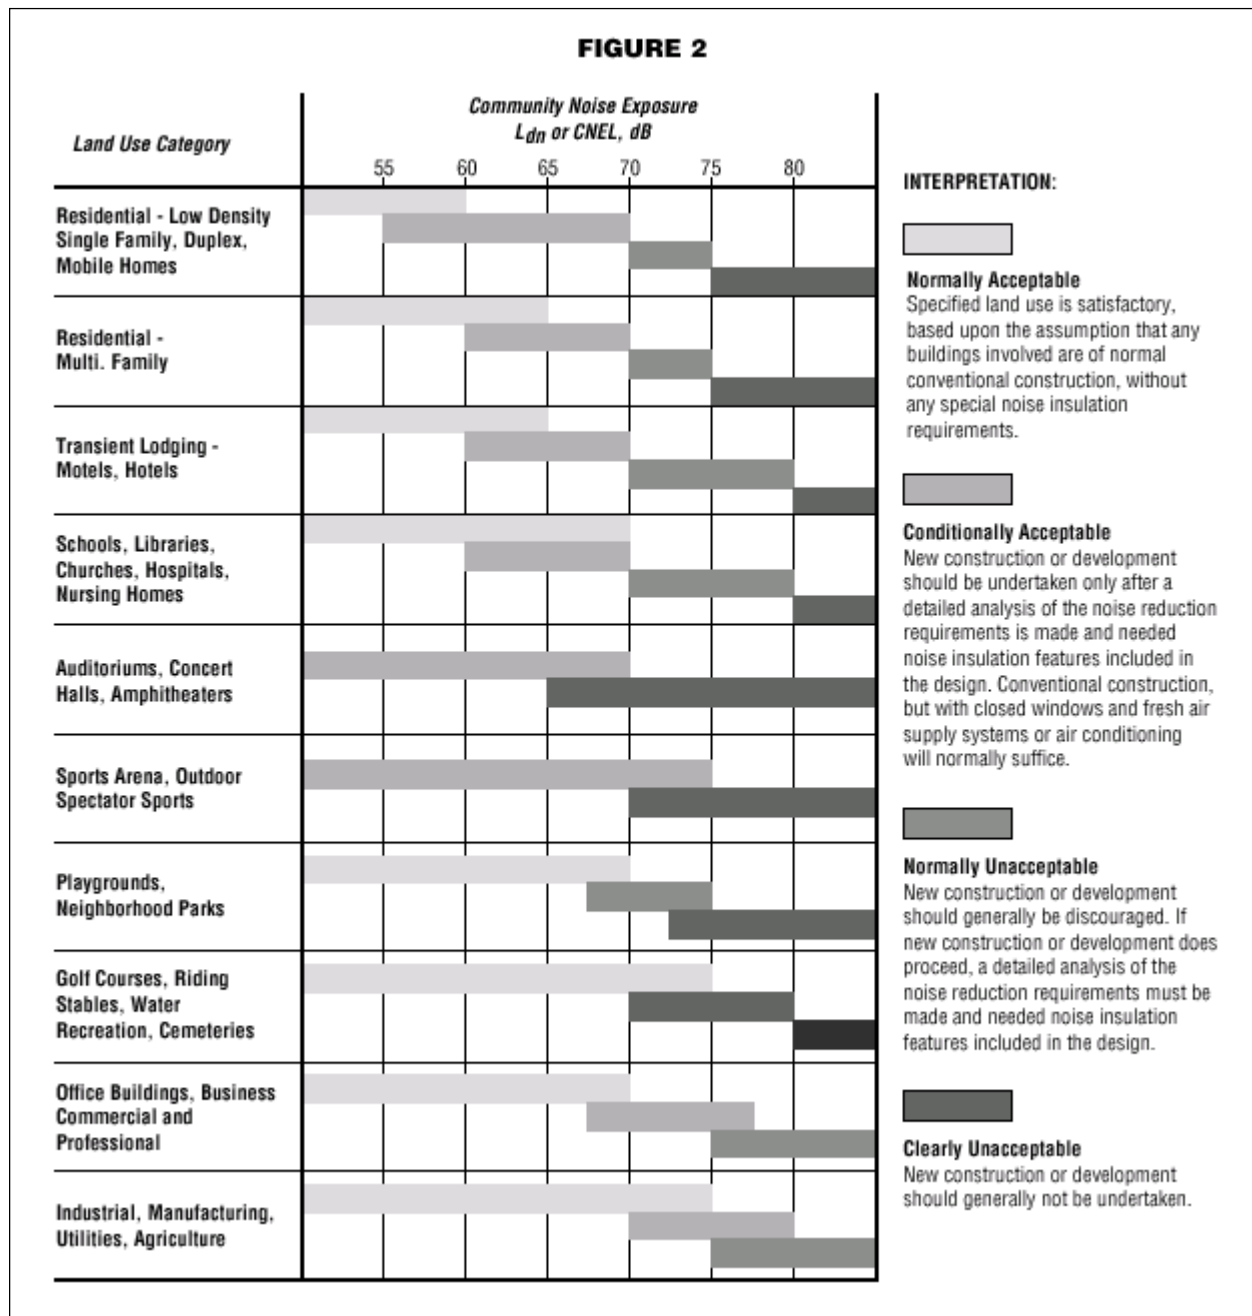 FIGURE 2
Community Noise Exposure
Ldn or CNEL, dB
Land Use Category
55 60 65 70 75 80
Residential - Low Density
Single Family, Duplex,
Mobile Homes
Residential -
Multi. Family
Transient Lodging -
Motels, Hotels
Schools, Libraries,
Churches, Hospitals,
Nursing Homes
Auditoriums, Concert
Halls, Amphitheaters
Sports Arena, Outdoor
Spectator Sports
Playgrounds,
Neighborhood Parks
Golf Courses, Riding
Stables, Water
Recreation, Cemeteries
Office Buildings, Business
Commercial and
Professional
Industrial, Manufacturing,
Utilities, Agriculture
INTERPRETATION:
Normally Acceptable
Specified land use is satisfactory,
based upon the assumption that any
buildings involved are of normal
conventional construction, without
any special noise insulation
requirements.
Conditionally Acceptable
New construction or development
should be undertaken only after a
detailed analysis of the noise reduction
requirements is made and needed
noise insulation features included in
the design. Conventional construction,
but with closed windows and fresh air
supply systems or air conditioning
will normally suffice.
Normally Unacceptable
New construction or development
should generally be discouraged. If
new construction or development does
proceed, a detailed analysis of the
noise reduction requirements must be
made and needed noise insulation
features included in the design.
Clearly Unacceptable
New construction or development
should generally not be undertaken.